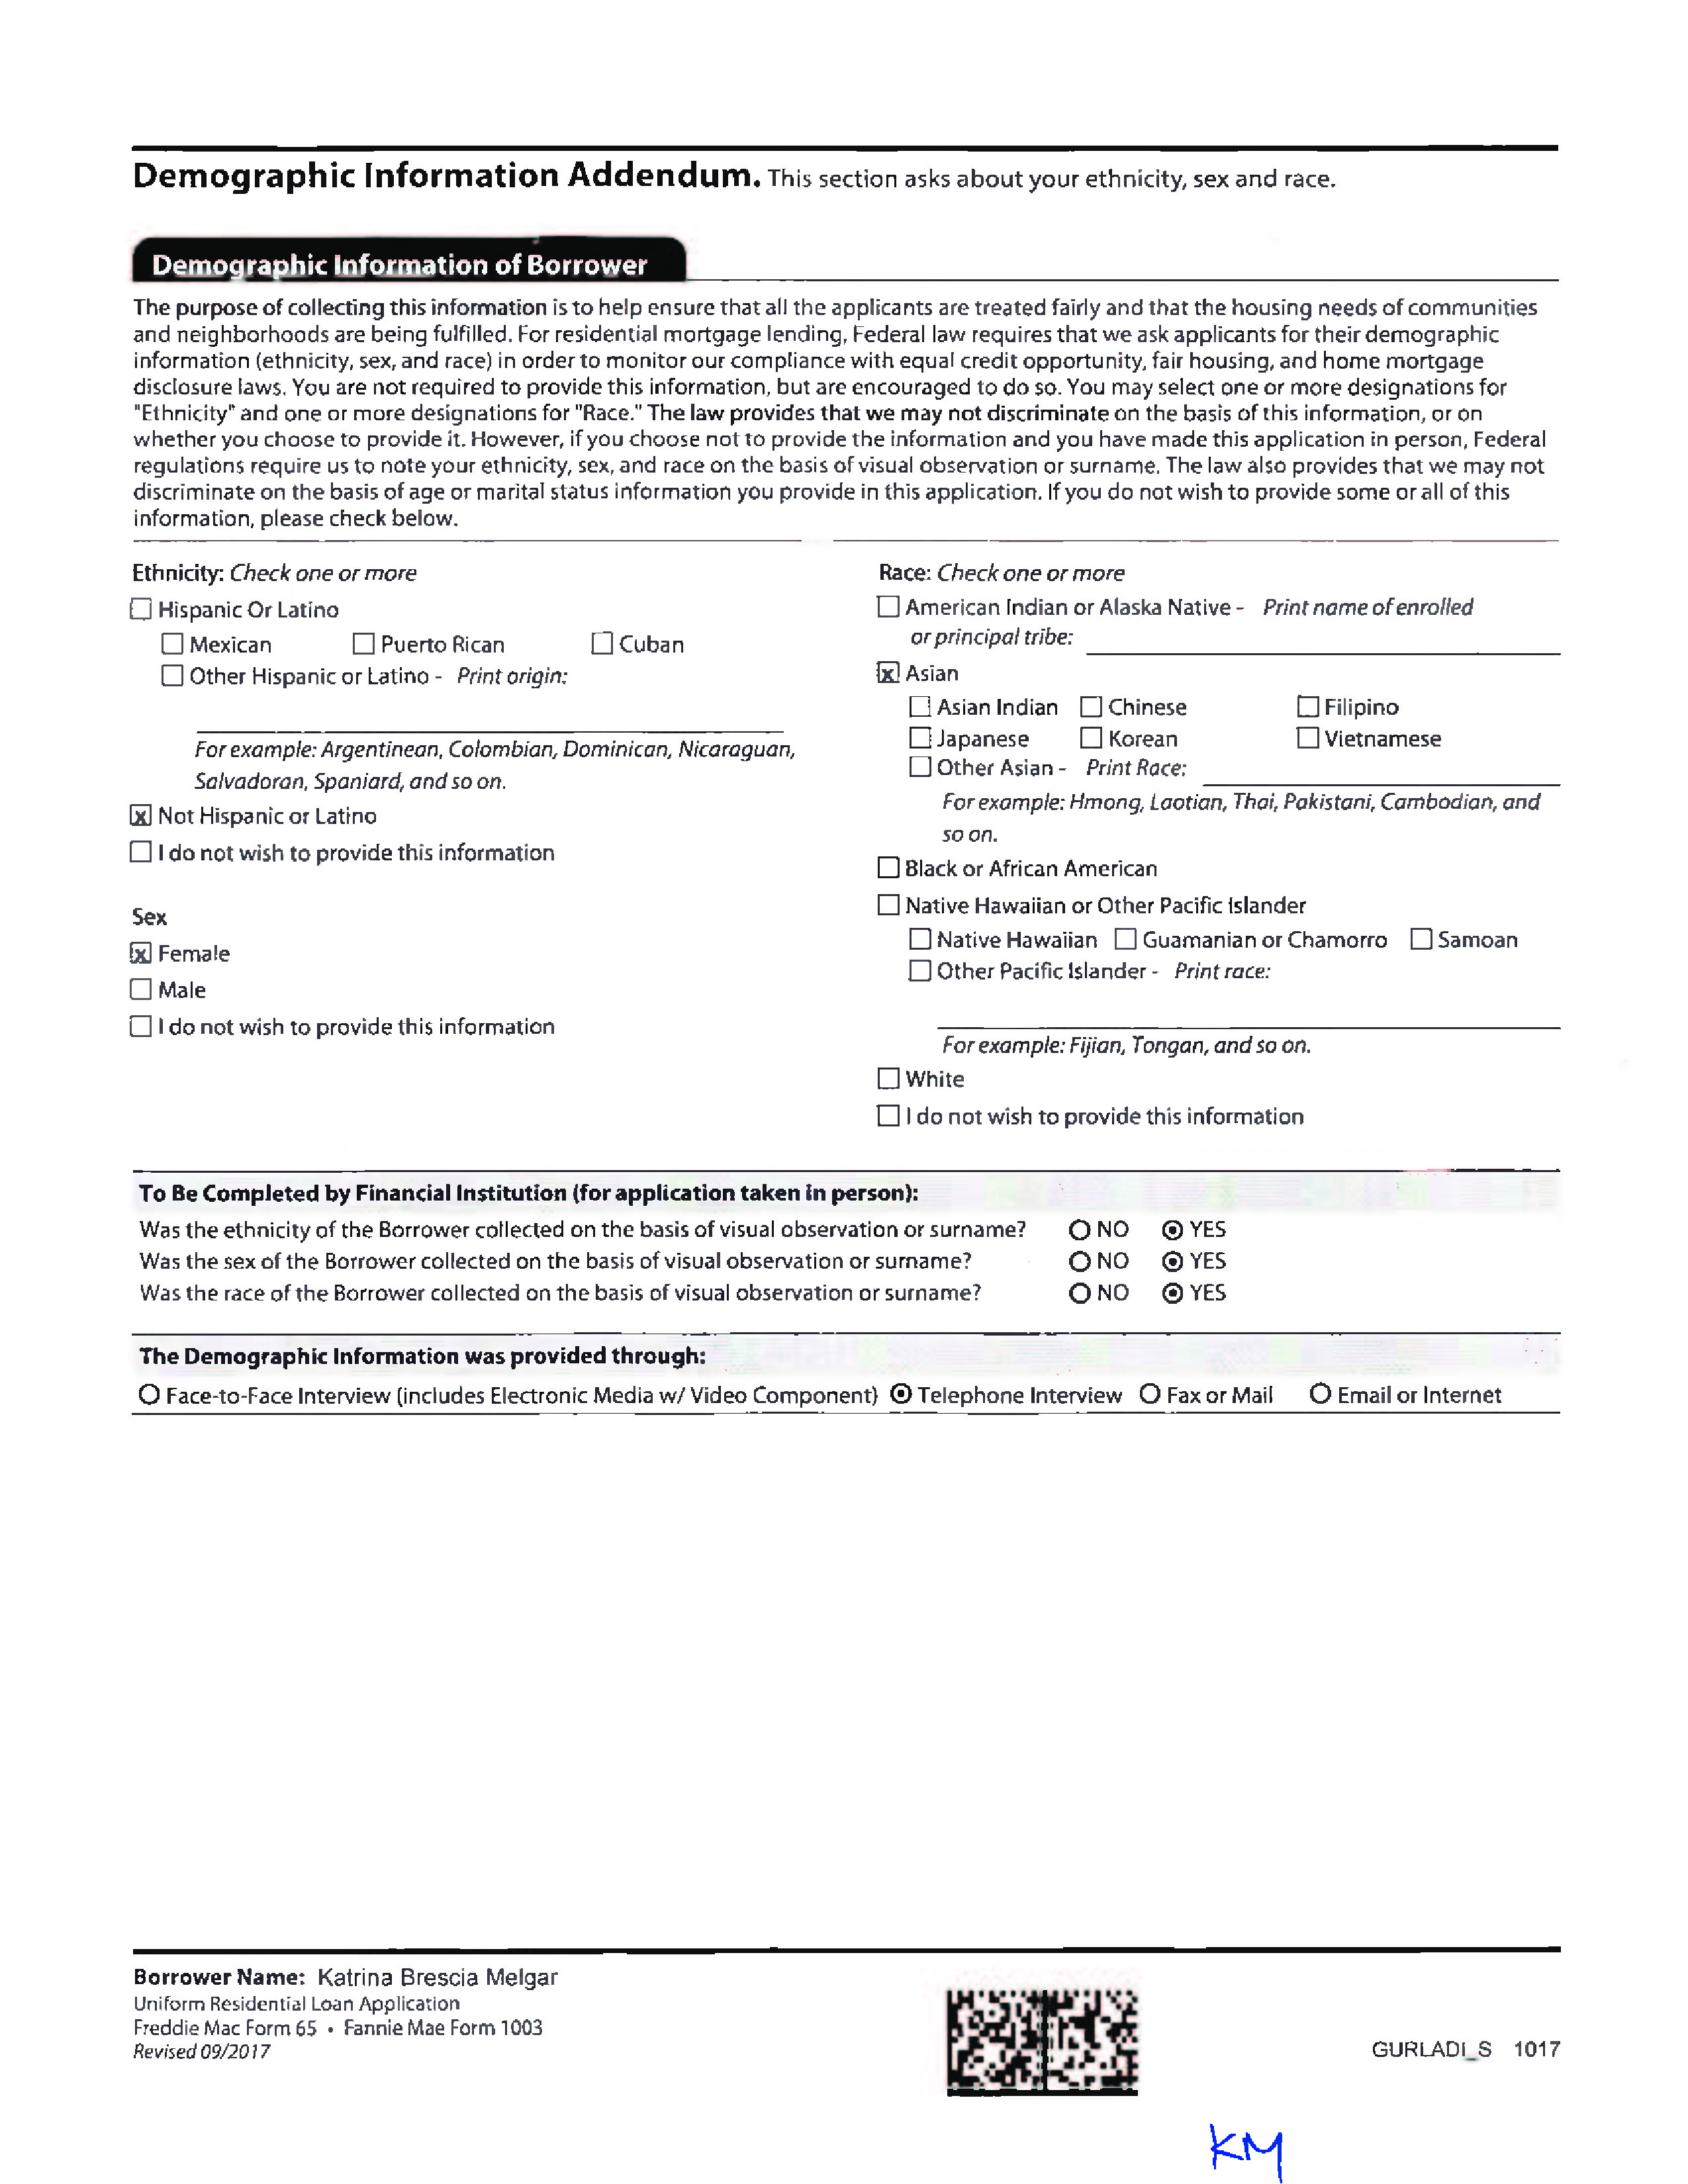 Demographic Information Addendum. This section asks about your ethnicity, sex and race.
Demographic Information of Borrower
The purpose of collecting this information is to help ensure that all the applicants are treated fairly and that the housing needs of communities
and neighborhoods are being fulfilled. For residential mortgage lending, Federal law requires that we ask applicants for their demographic
information (ethnicity, sex, and race) in order to monitor our compliance with equal credit opportunity, fair housing, and home mortgage
disclosure laws. You are not required to provide this information, but are encouraged to do so. You may select one or more designations for
"Ethnicity" and one or more designations for "Race." The law provides that we may not discriminate on the basis of this information, or on
whether you choose to provide it. However, if you choose not to provide the information and you have made this application in person, Federal
regulations require us to note your ethnicity, sex, and race on the basis of visual observation or surname. The law also provides that we may not
discriminate on the basis of age or marital status information you provide in this application. If you do not wish to provide some or all of this
information, please check below.
Ethnicity: Check one or more
Hispanic Or Latino
Mexican Puerto Rican Cuban
Other Hispanic or Latino - Print origin:
For example: Argentinean, Colombian, Dominican, Nicaraguan,
Salvadoran, Spaniard, and so on.
x Not Hispanic or Latino
I do not wish to provide this information
Sex
x Female
Male
I do not wish to provide this information
Race: Check one or more
American Indian or Alaska Native - Print name of enrolled
or principal tribe:
x Asian
Asian Indian Chinese Filipino
Japanese Korean Vietnamese
Other Asian - Print Race:
For example: Hmong, Laotian, Thai, Pakistani, Cambodian, and
so on.
Black or African American
Native Hawaiian or Other Pacific Islander
Native Hawaiian Guamanian or Chamorro Samoan
Other Pacific Islander - Print race:
For example: Fijian, Tongan, and so on.
White
I do not wish to provide this information
To Be Completed by Financial Institution (for application taken in person):
Was the ethnicity of the Borrower collected on the basis of visual observation or surname? NO YES
Was the sex of the Borrower collected on the basis of visual observation or surname? NO YES
Was the race of the Borrower collected on the basis of visual observation or surname? NO YES
The Demographic Information was provided through:
Face-to-Face Interview (includes Electronic Media w/ Video Component) Telephone Interview Fax or Mail Email or Internet
Borrower Name: Katrina Brescia Melgar
Uniform Residential Loan Application
Freddie Mac Form 65 • Fannie Mae Form 1003
Revised 09/2017
GURLADI_S 1017
KM